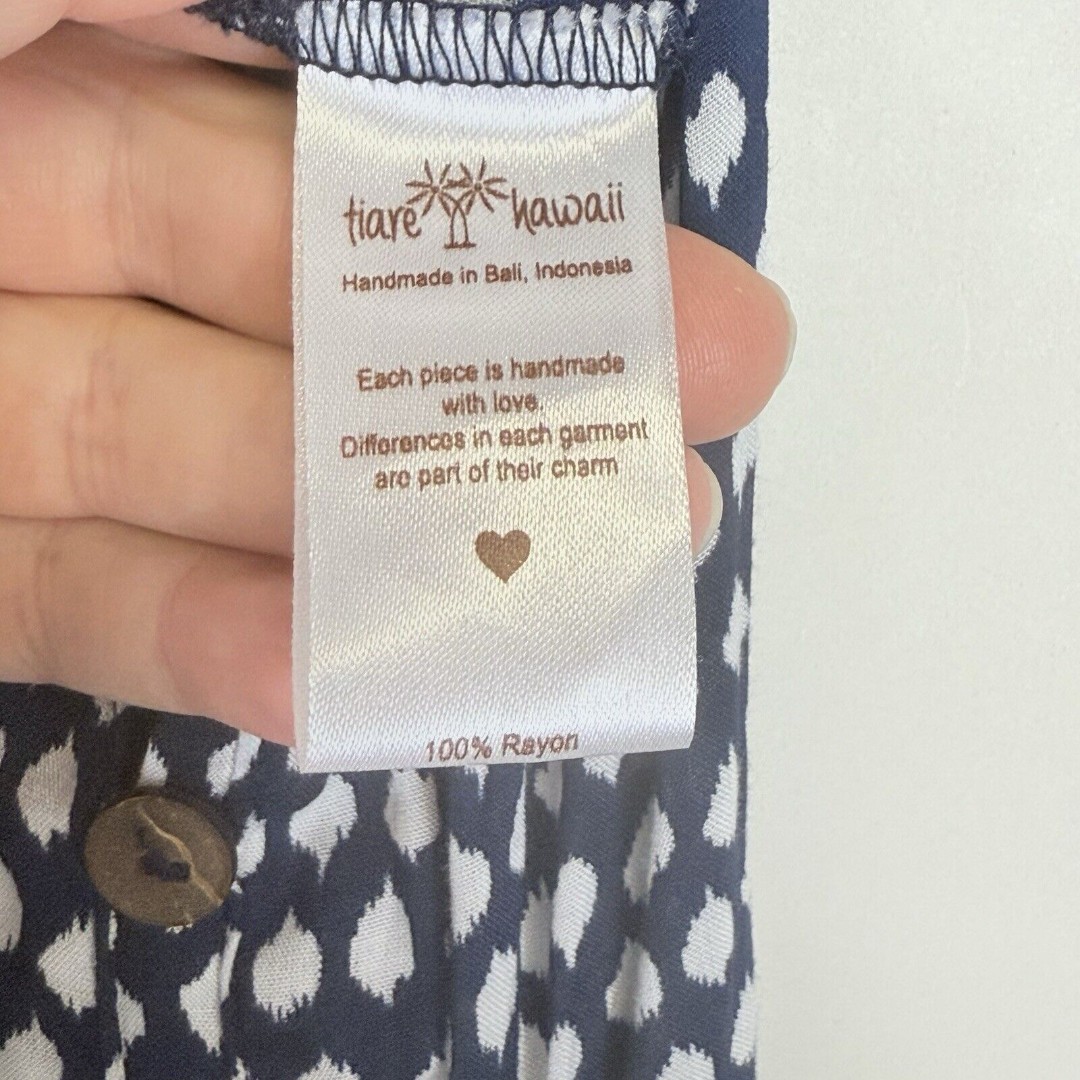 tiare hawaii
Handmade in Bali, Indonesia
Each piece is handmade
with love.
Differences in each garment
are part of their charm
100% Rayon